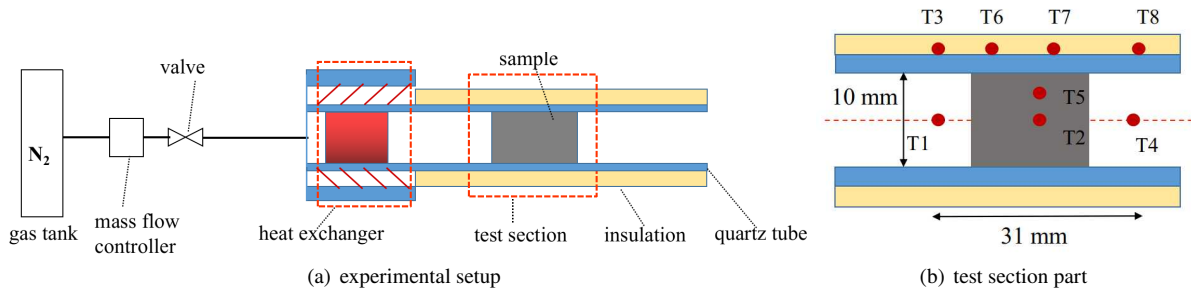 valve
sample
N2
mass flow
controller
gas tank
heat exchanger
test section
insulation
quartz tube
(a) experimental setup
T3
T6
T7
T8
10 mm
T5
T1
T2
T4
31 mm
(b) test section part